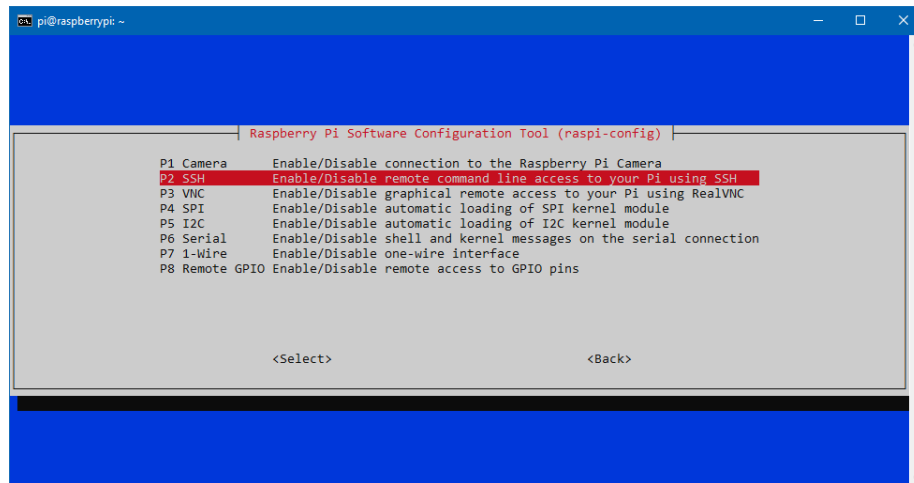 pi@raspberrypi: ~
Raspberry Pi Software Configuration Tool (raspi-config)
P1 Camera Enable/Disable connection to the Raspberry Pi Camera
P2 SSH Enable/Disable remote command line access to your Pi using SSH
P3 VNC Enable/Disable graphical remote access to your Pi using RealVNC
P4 SPI Enable/Disable automatic loading of SPI kernel module
P5 I2C Enable/Disable automatic loading of I2C kernel module
P6 Serial Enable/Disable shell and kernel messages on the serial connection
P7 1-Wire Enable/Disable one-wire interface
P8 Remote GPIO Enable/Disable remote access to GPIO pins
<Select> <Back>